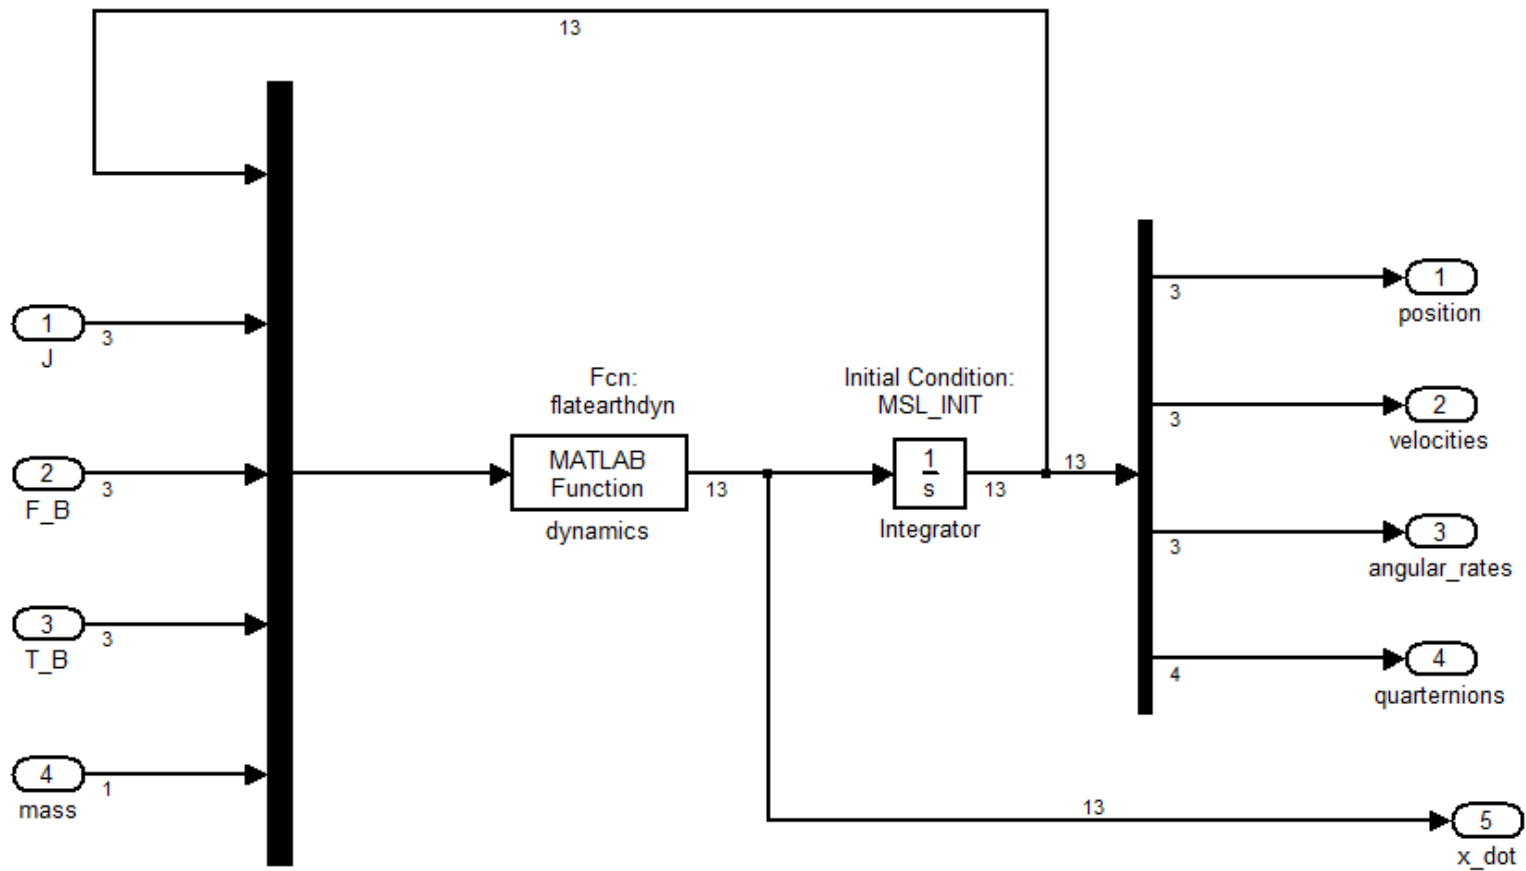 13
1
3
J
2
3
F_B
3
3
T_B
4
1
mass
Fcn:
flatearthdyn
MATLAB
Function
dynamics
13
Initial Condition:
MSL_INIT
1
s
Integrator
13
13
3
1
position
3
2
velocities
3
3
angular_rates
4
4
quarternions
13
5
x_dot